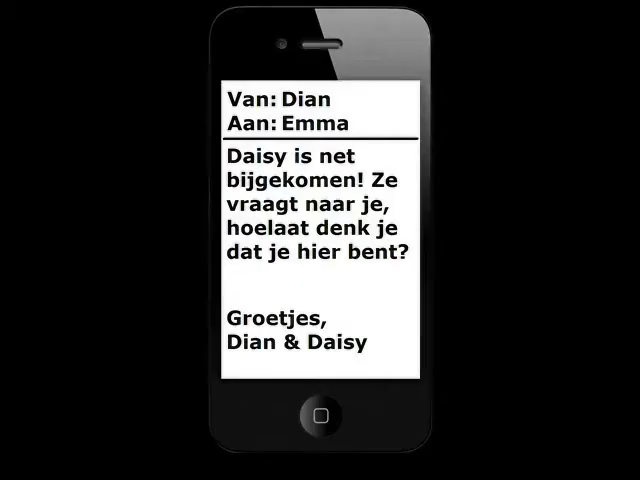 Van: Dian
Aan: Emma
Daisy is net
bijgekomen! Ze
vraagt naar je,
hoelaat denk je
dat je hier bent?
Groetjes,
Dian & Daisy